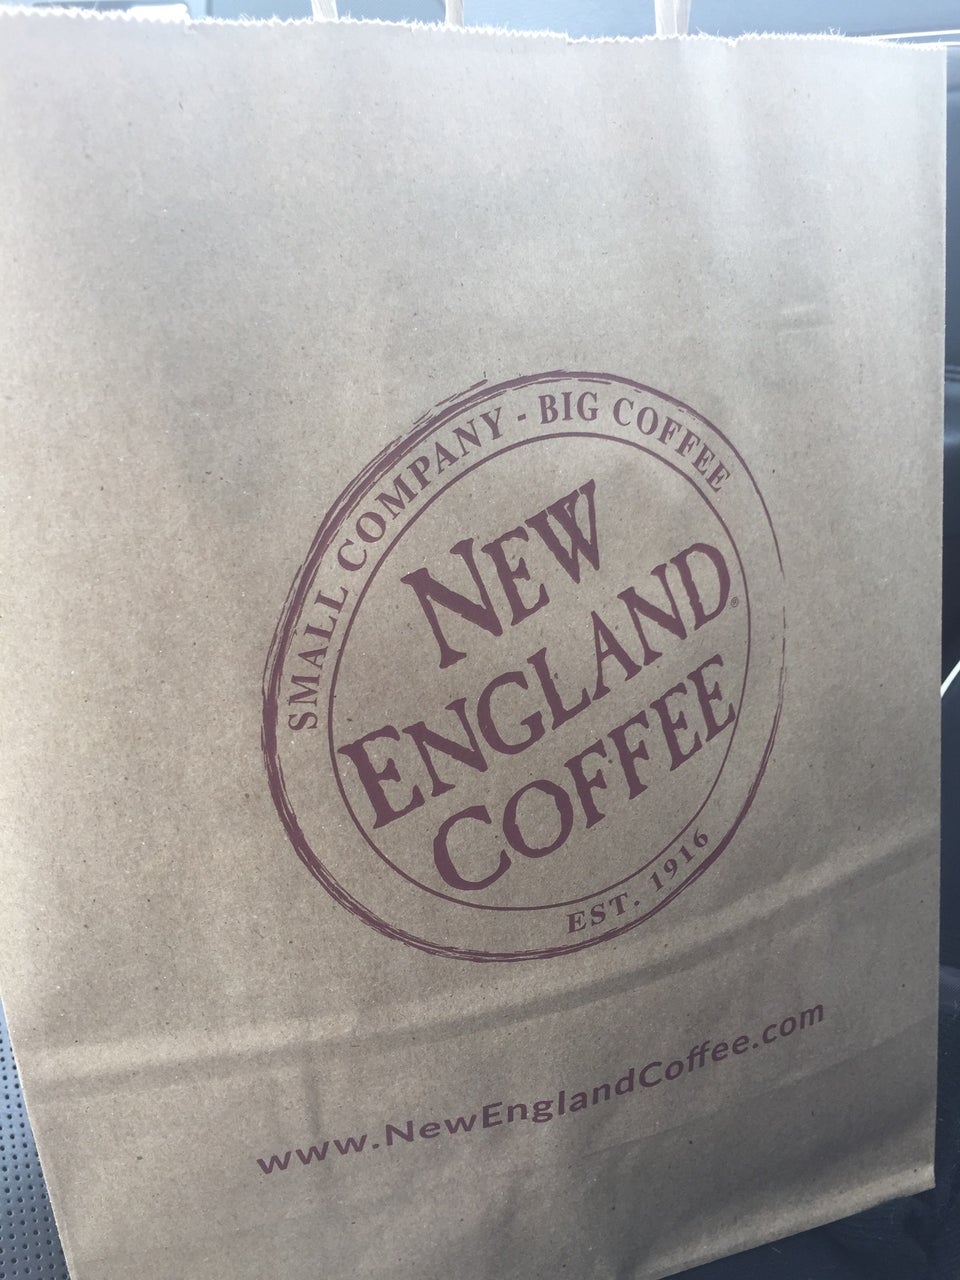 SMALL COMPANY - BIG COFFEE
NEW
ENGLAND®
COFFEE
EST. 1916
www.NewEnglandCoffee.com